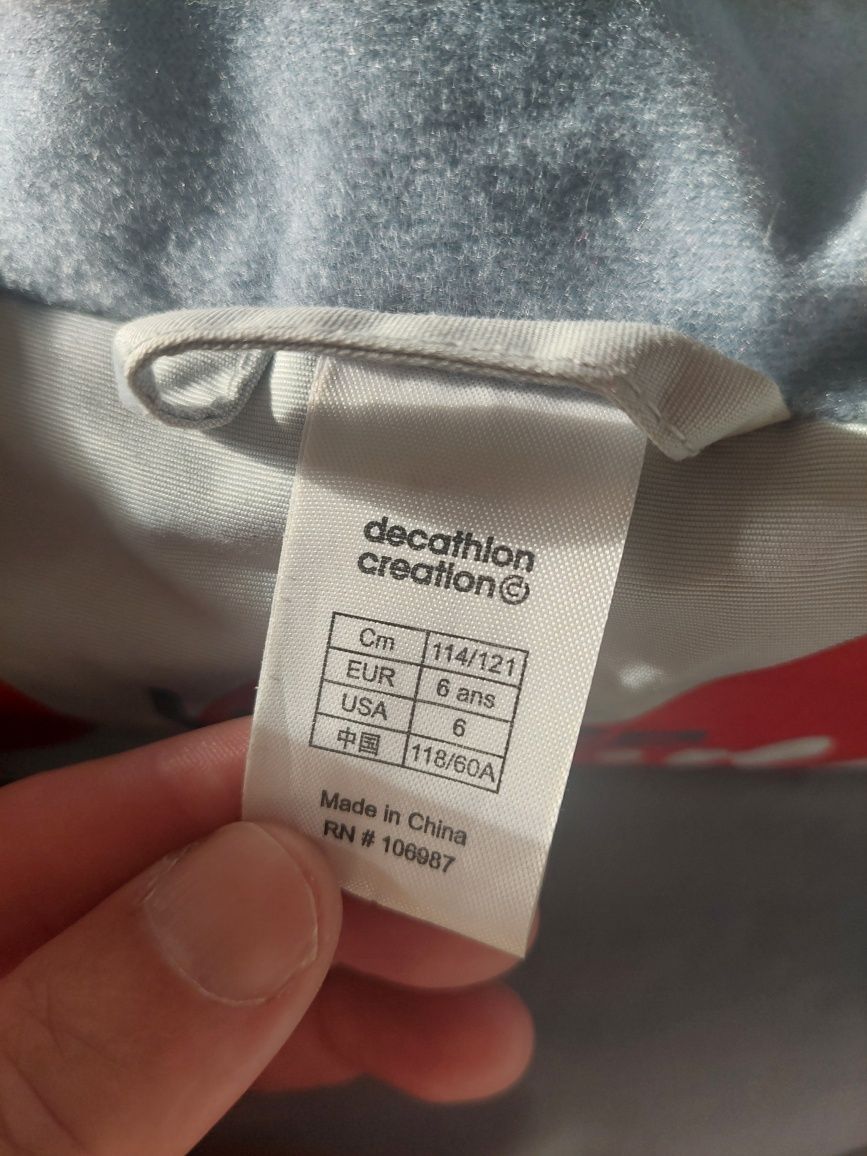 decathlon
creation©
Cm 114/121
EUR 6 ans
USA 6
中国 118/60A
Made in China
RN # 106987